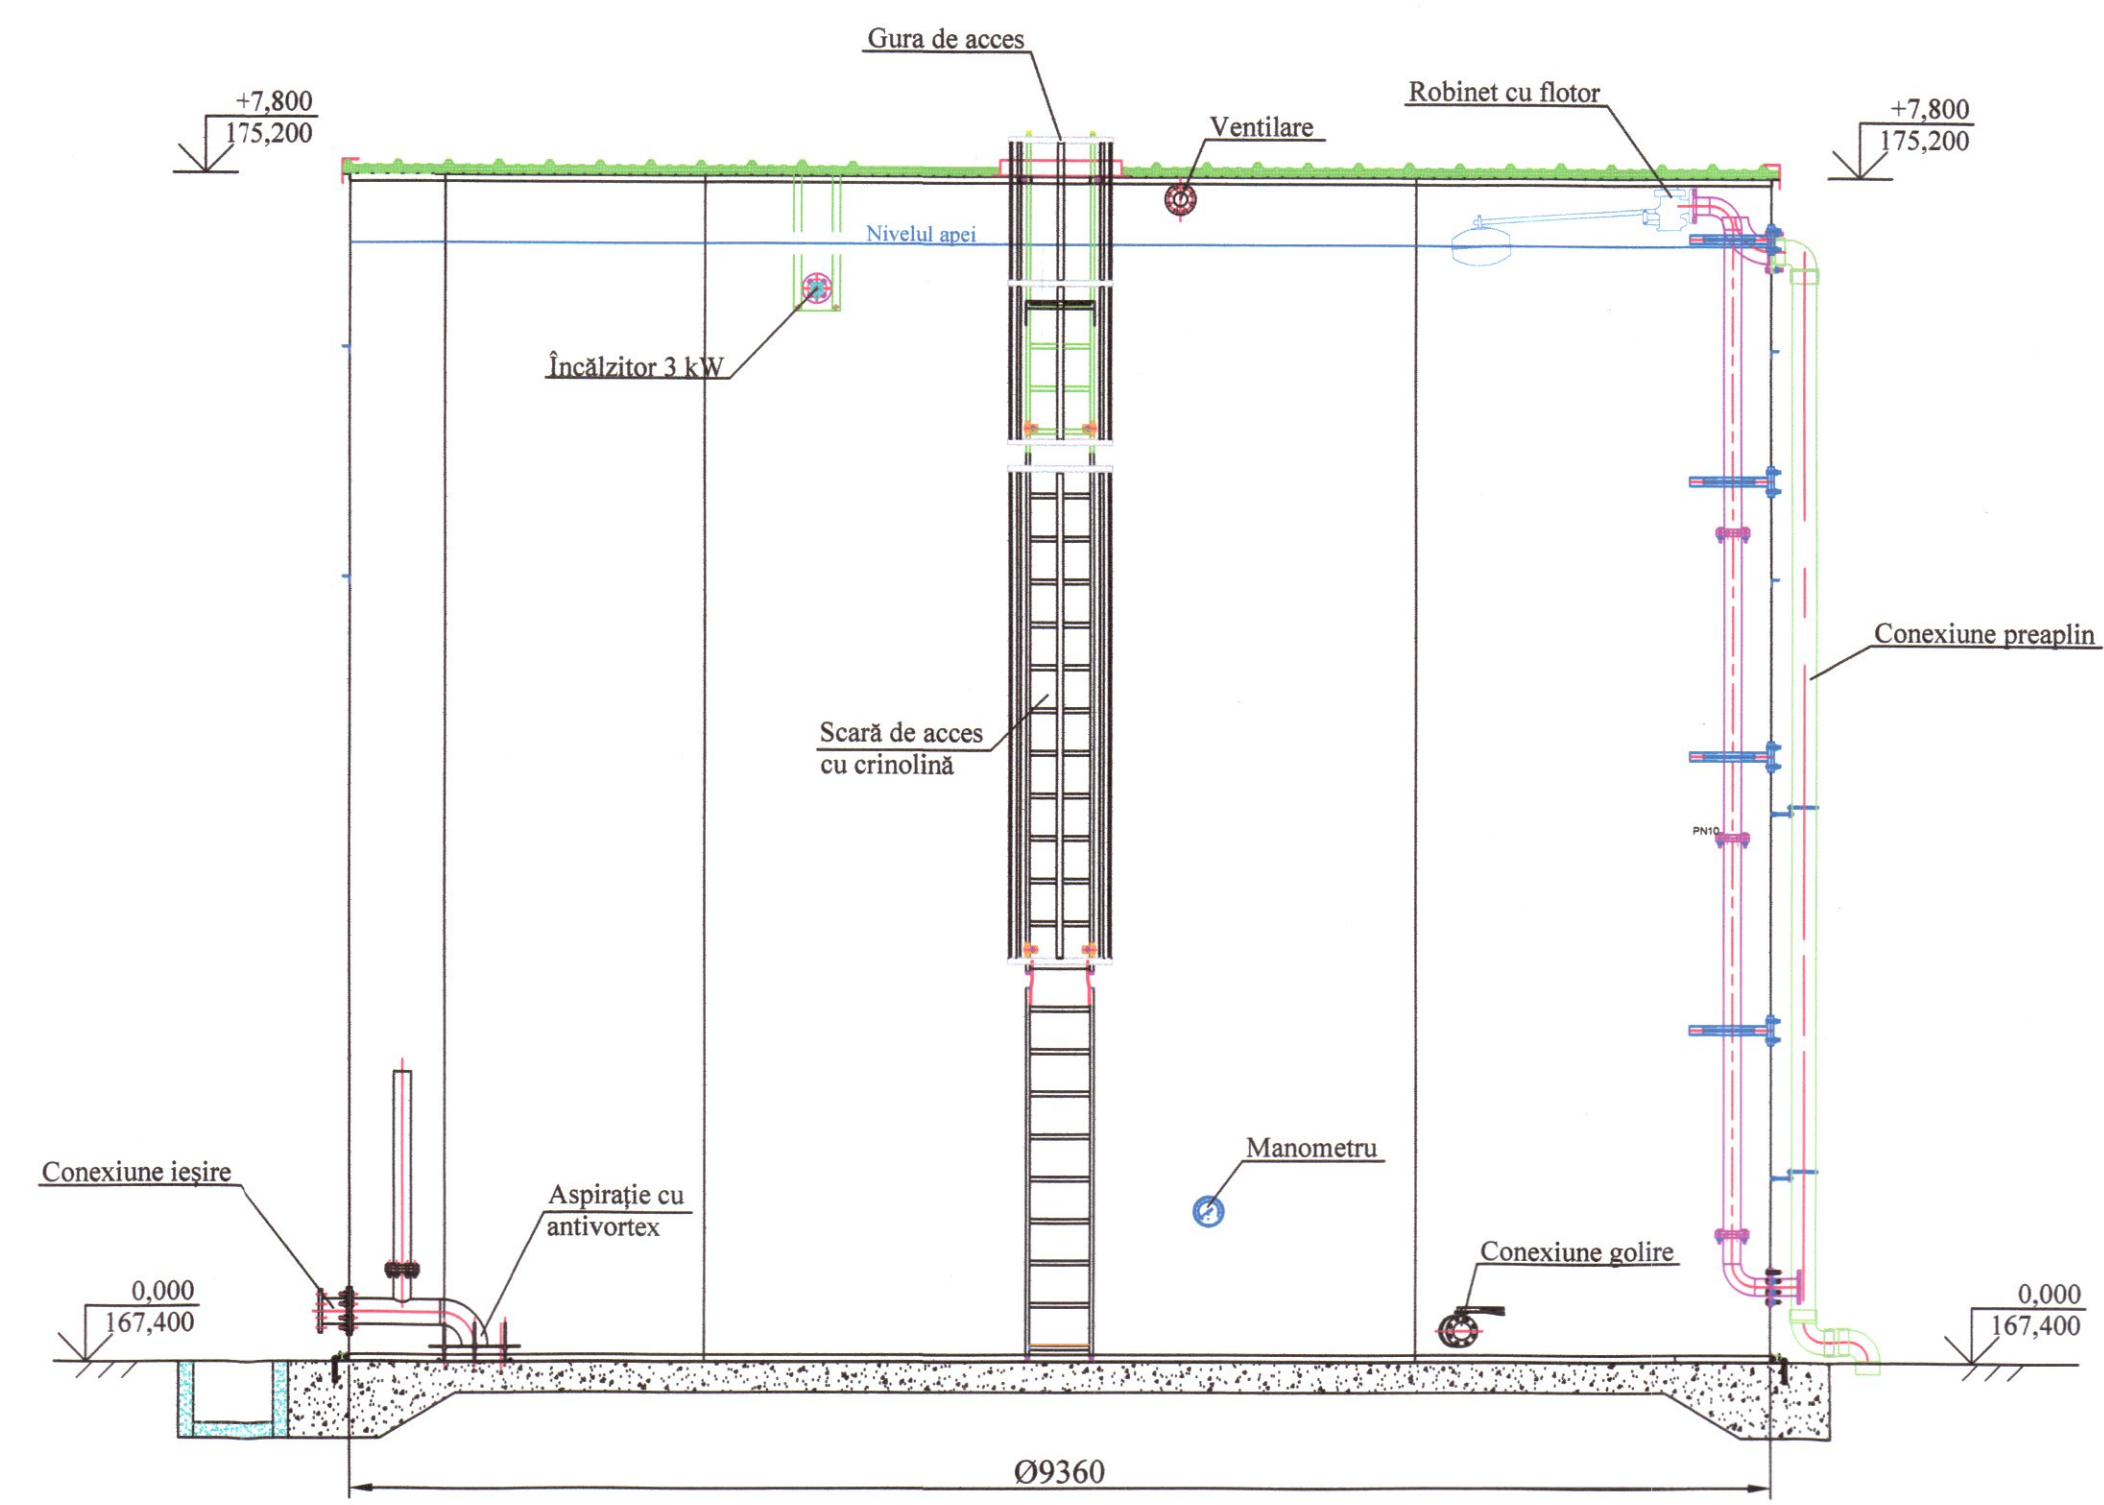 Gura de acces
+7,800
175,200
Ventilare
Robinet cu flotor
+7,800
175,200
Nivelul apei
Încălzitor 3 kW
Conexiune preaplin
Scară de acces
cu crinolină
PN10
Manometru
Conexiune ieșire
Aspirație cu
antivortex
Conexiune golire
0,000
167,400
0,000
167,400
Ø9360